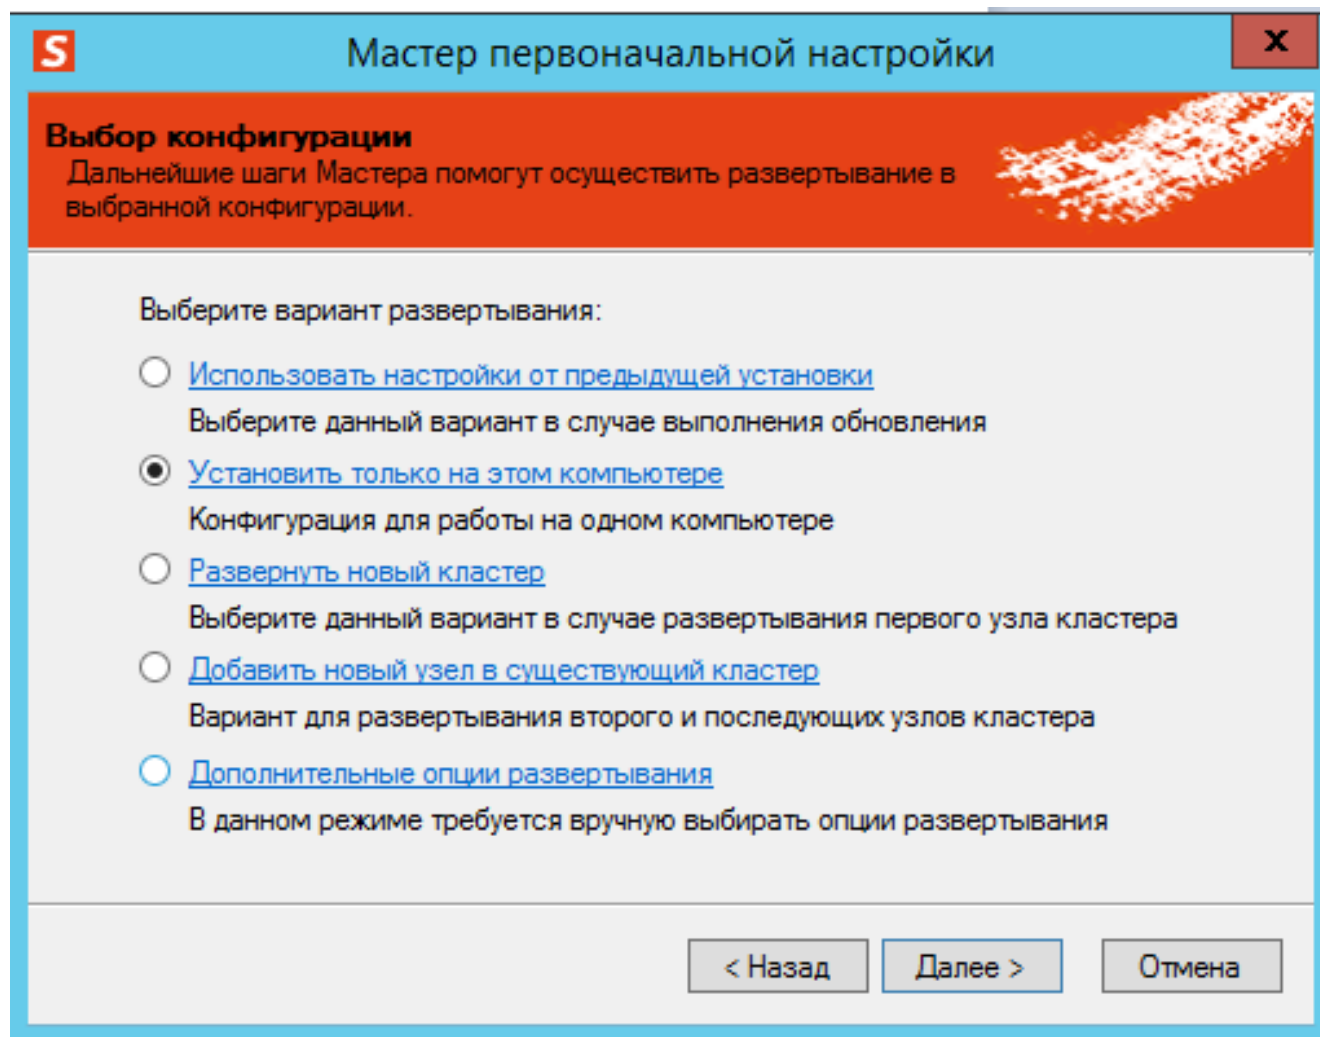 S
Мастер первоначальной настройки
x
Выбор конфигурации
Дальнейшие шаги Мастера помогут осуществить развертывание в
выбранной конфигурации.
Выберите вариант развертывания:
Использовать настройки от предыдущей установки
Выберите данный вариант в случае выполнения обновления
Установить только на этом компьютере
Конфигурация для работы на одном компьютере
Развернуть новый кластер
Выберите данный вариант в случае развертывания первого узла кластера
Добавить новый узел в существующий кластер
Вариант для развертывания второго и последующих узлов кластера
Дополнительные опции развертывания
В данном режиме требуется вручную выбирать опции развертывания
< Назад
Далее >
Отмена